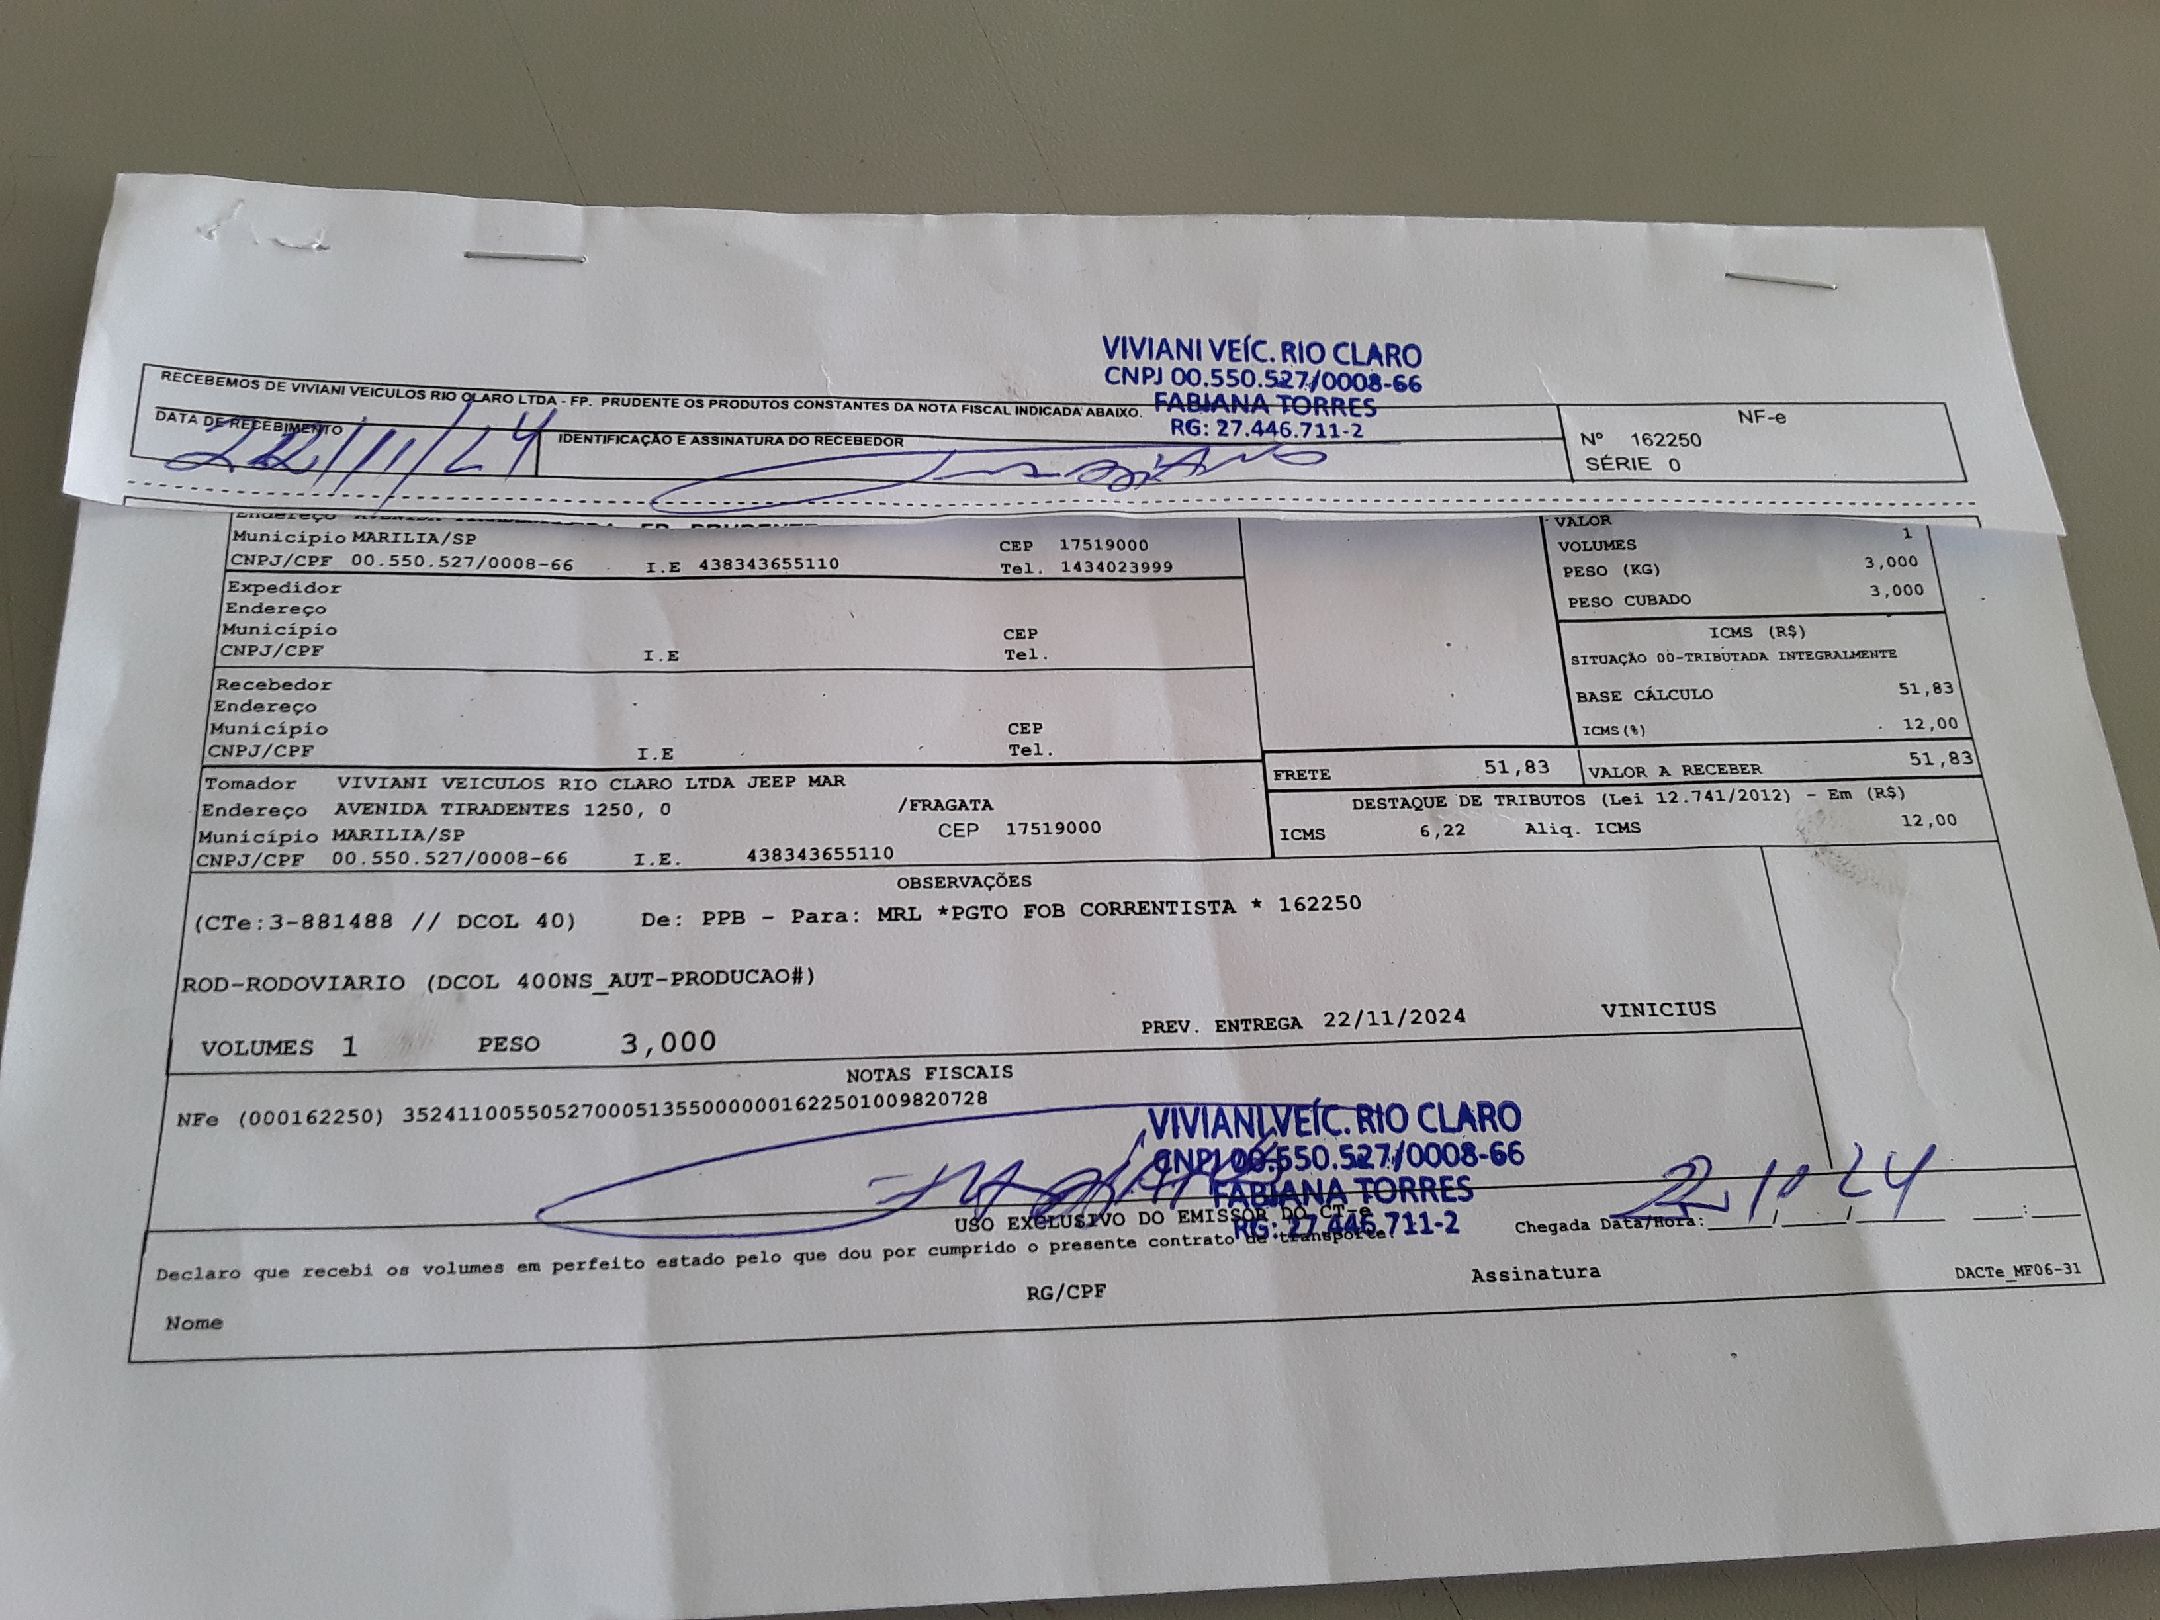 VIVIANI VEÍC. RIO CLARO
CNPJ 00.550.527/0008-66
FABIANA TORRES
RG: 27.446.711-2
RECEBEMOS DE VIVIANI VEICULOS RIO CLARO LTDA - FP. PRUDENTE OS PRODUTOS CONSTANTES DA NOTA FISCAL INDICADA ABAIXO.
DATA DE RECEBIMENTO
22/11/24
IDENTIFICAÇÃO E ASSINATURA DO RECEBEDOR
NF-e
Nº 162250
SÉRIE 0
Endereço AVENIDA
Municipio MARILIA/SP CEP 17519000
CNPJ/CPF 00.550.527/0008-66 I.E 438343655110 Tel. 1434023999
VALOR
VOLUMES 1
PESO (KG) 3,000
PESO CUBADO 3,000
Expedidor
Endereço
Município CEP
CNPJ/CPF I.E Tel.
ICMS (R$)
SITUAÇÃO 00-TRIBUTADA INTEGRALMENTE
BASE CÁLCULO 51,83
ICMS(%) 12,00
Recebedor
Endereço
Município CEP
CNPJ/CPF I.E Tel.
FRETE 51,83 VALOR A RECEBER 51,83
Tomador VIVIANI VEICULOS RIO CLARO LTDA JEEP MAR
Endereço AVENIDA TIRADENTES 1250, 0 /FRAGATA
Município MARILIA/SP CEP 17519000
CNPJ/CPF 00.550.527/0008-66 I.E. 438343655110
DESTAQUE DE TRIBUTOS (Lei 12.741/2012) - Em (R$)
ICMS 6,22 Aliq. ICMS 12,00
OBSERVAÇÕES
(CTe:3-881488 // DCOL 40) De: PPB - Para: MRL *PGTO FOB CORRENTISTA * 162250
ROD-RODOVIARIO (DCOL 400NS_AUT-PRODUCAO#)
VOLUMES 1 PESO 3,000 PREV. ENTREGA 22/11/2024 VINICIUS
NOTAS FISCAIS
NFe (000162250) 35241100550527000513550000001622501009820728
VIVIANI VEÍC. RIO CLARO
CNPJ 00.550.527/0008-66
FABIANA TORRES
RG: 27.446.711-2
USO EXCLUSIVO DO EMISSOR DO CT-e
Chegada Data/Hora:____/____/______ ___:___
Declaro que recebi os volumes em perfeito estado pelo que dou por cumprido o presente contrato de transporte
Nome RG/CPF Assinatura DACTe_MF06-31